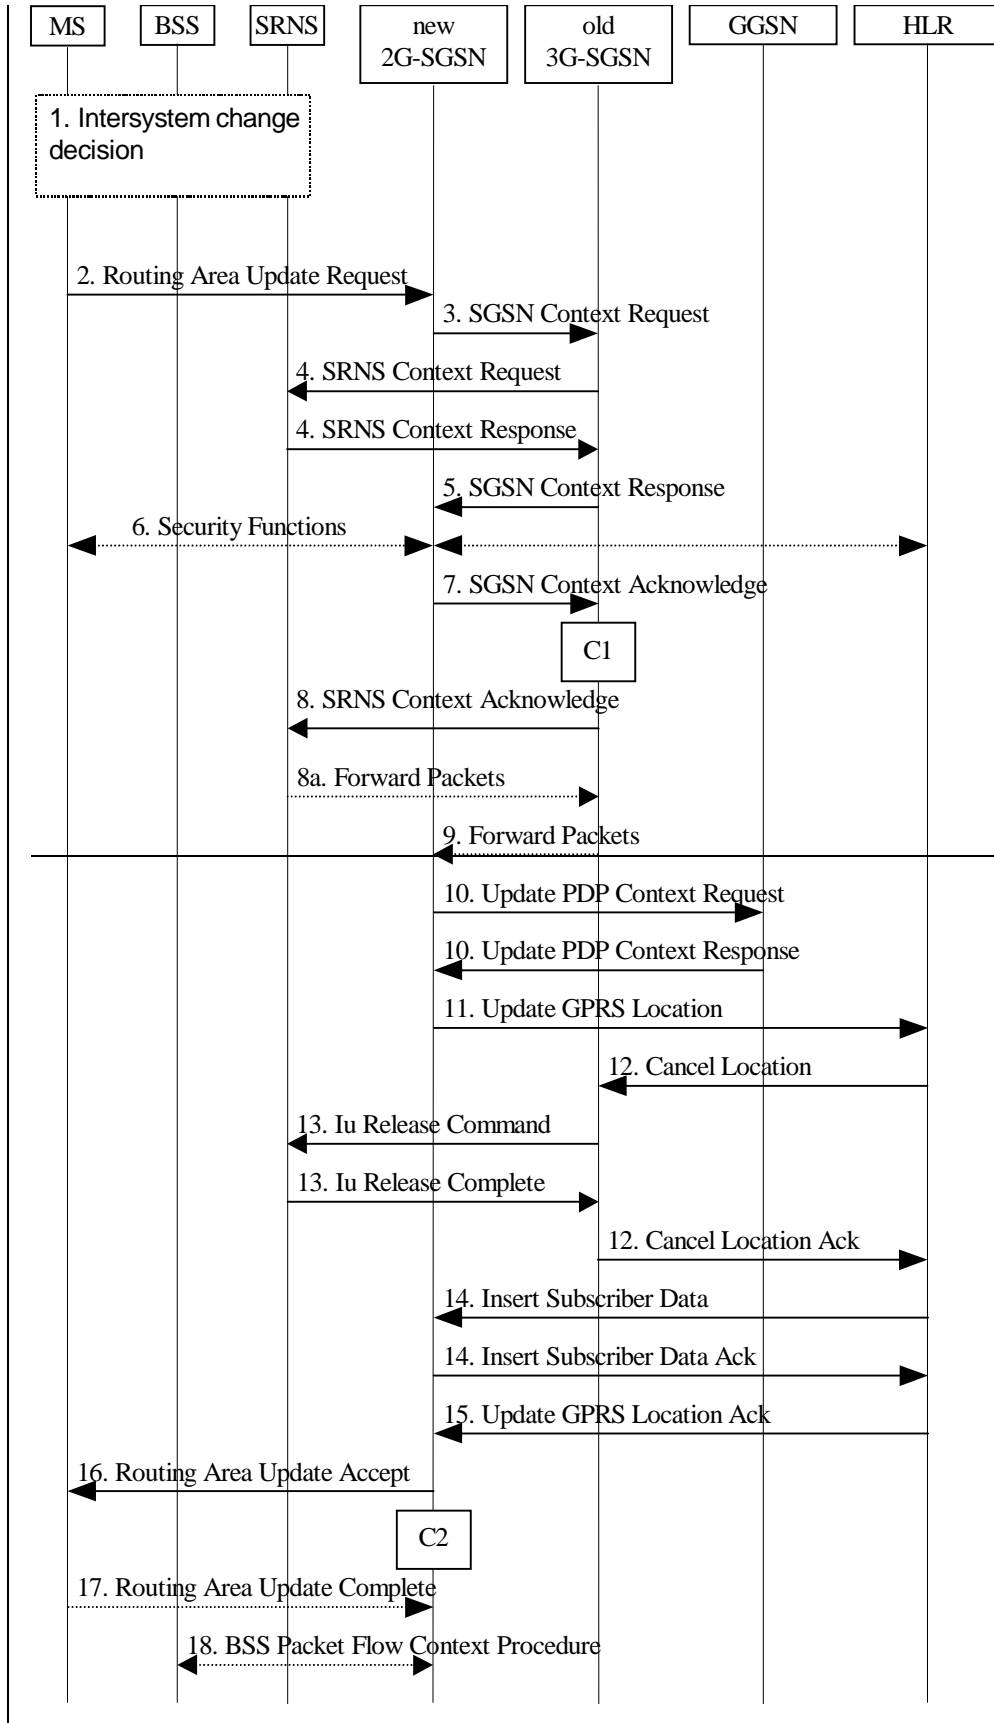 MS
BSS
SRNS
new
2G-SGSN
old
3G-SGSN
GGSN
HLR
1. Intersystem change
decision
2. Routing Area Update Request
3. SGSN Context Request
4. SRNS Context Request
4. SRNS Context Response
5. SGSN Context Response
6. Security Functions
7. SGSN Context Acknowledge
C1
8. SRNS Context Acknowledge
8a. Forward Packets
9. Forward Packets
10. Update PDP Context Request
10. Update PDP Context Response
11. Update GPRS Location
12. Cancel Location
13. Iu Release Command
13. Iu Release Complete
12. Cancel Location Ack
14. Insert Subscriber Data
14. Insert Subscriber Data Ack
15. Update GPRS Location Ack
16. Routing Area Update Accept
C2
17. Routing Area Update Complete
18. BSS Packet Flow Context Procedure